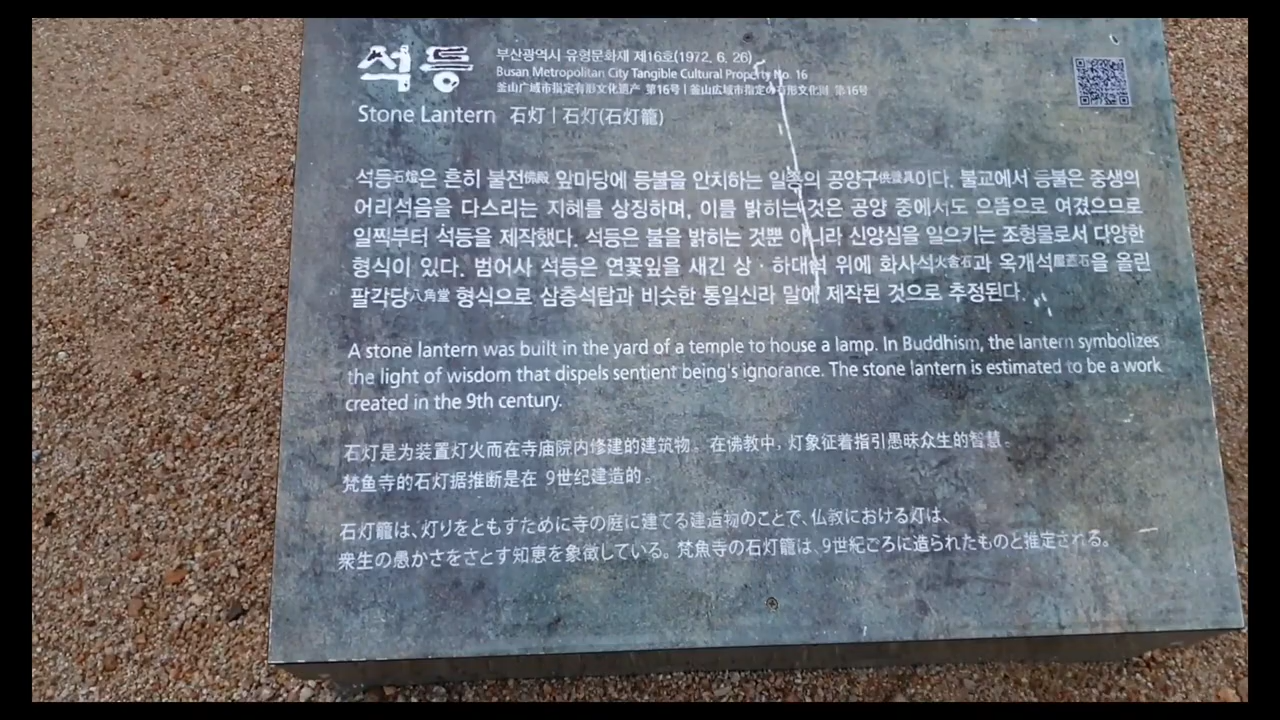 석등
부산광역시 유형문화재 제16호(1972. 6. 26)
Busan Metropolitan City Tangible Cultural Property No. 16
釜山广域市指定有形文化遗产 第16号 | 釜山広域市指定の有形文化財 第16号
Stone Lantern 石灯 | 石灯(石灯籠)
석등石燈은 흔히 불전佛殿 앞마당에 등불을 안치하는 일종의 공양구供養具이다. 불교에서 등불은 중생의
어리석음을 다스리는 지혜를 상징하며, 이를 밝히는 것은 공양 중에서도 으뜸으로 여겼으므로
일찍부터 석등을 제작했다. 석등은 불을 밝히는 것뿐 아니라 신앙심을 일으키는 조형물로서 다양한
형식이 있다. 범어사 석등은 연꽃잎을 새긴 상 · 하대석 위에 화사석火舍石과 옥개석屋蓋石을 올린
팔각당八角堂 형식으로 삼층석탑과 비슷한 통일신라 말에 제작된 것으로 추정된다.
A stone lantern was built in the yard of a temple to house a lamp. In Buddhism, the lantern symbolizes
the light of wisdom that dispels sentient being's ignorance. The stone lantern is estimated to be a work
created in the 9th century.
石灯是为装置灯火而在寺庙院内修建的建筑物。在佛教中, 灯象征着指引愚昧众生的智慧。
梵鱼寺的石灯据推断是在 9世纪建造的。
石灯籠は、灯りをともすために寺の庭に建てる建造物のことで、仏教における灯は、
衆生の愚かさをさとす知恵を象徴している。梵魚寺の石灯籠は、9世紀ごろに造られたものと推定される。